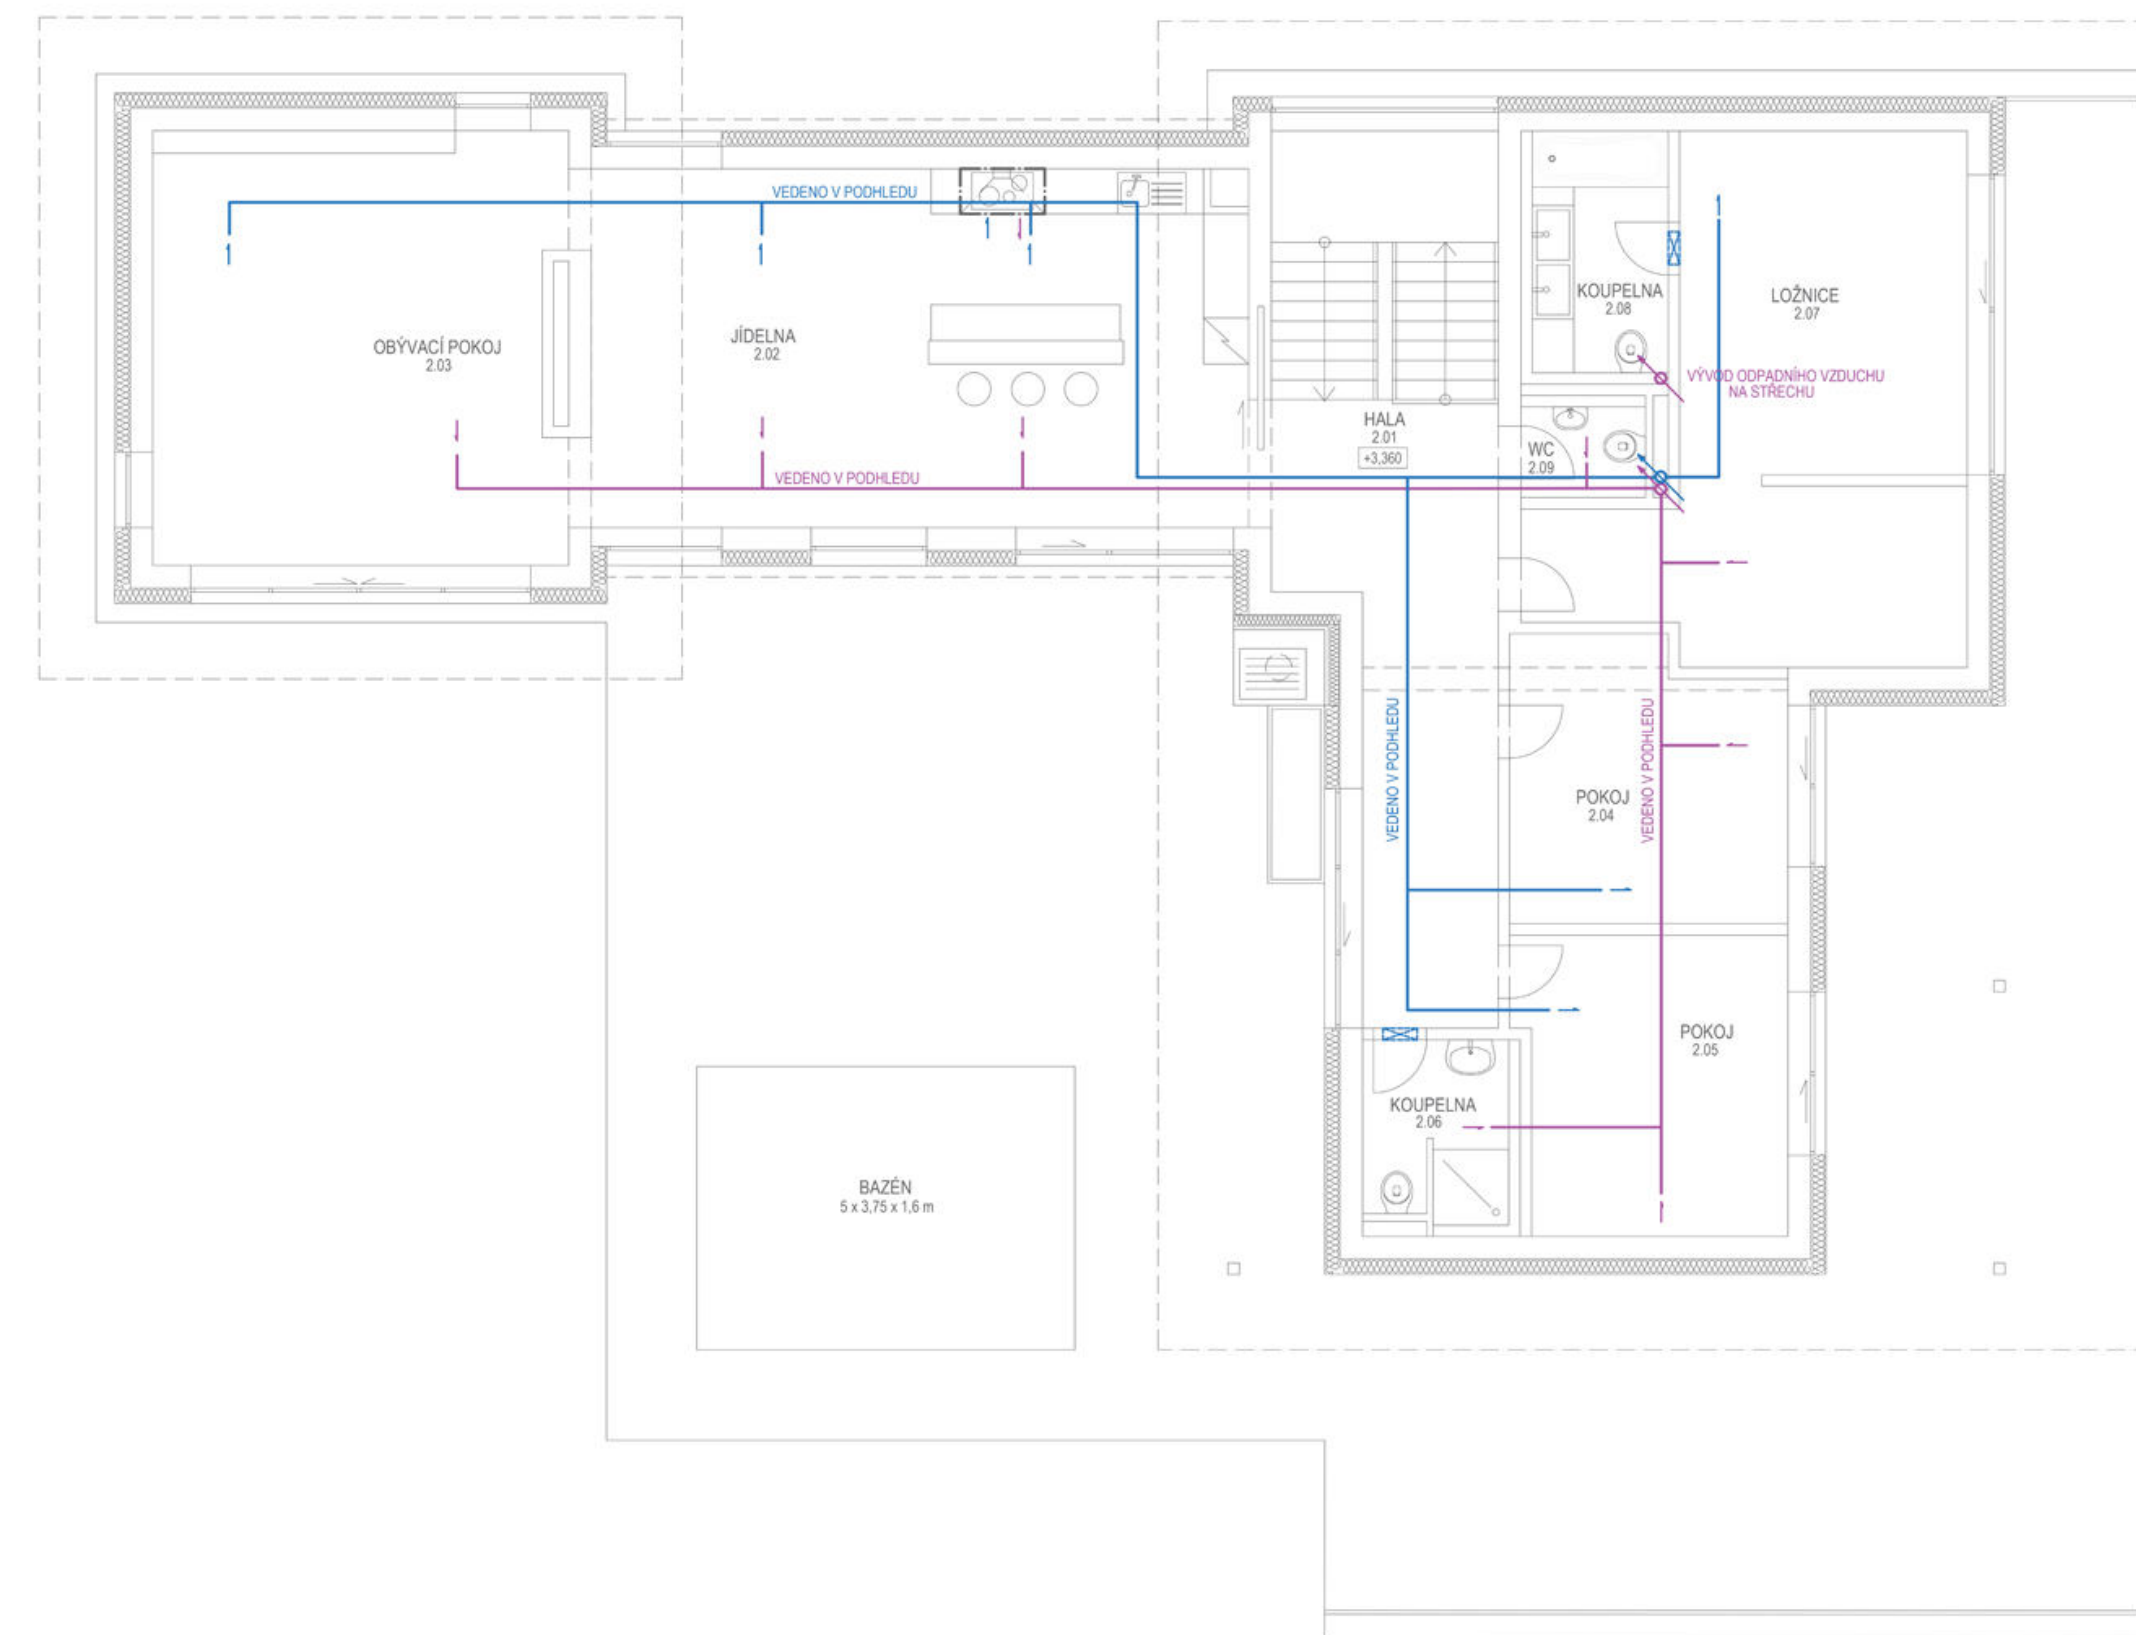 VEDENO V PODHLEDU
OBÝVACÍ POKOJ
2.03
JÍDELNA
2.02
VEDENO V PODHLEDU
KOUPELNA
2.08
LOŽNICE
2.07
VÝVOD ODPADNÍHO VZDUCHU
NA STŘECHU
HALA
2.01
+3,360
WC
2.09
VEDENO V PODHLEDU
VEDENO V PODHLEDU
POKOJ
2.04
POKOJ
2.05
KOUPELNA
2.06
BAZÉN
5 x 3,75 x 1,6 m